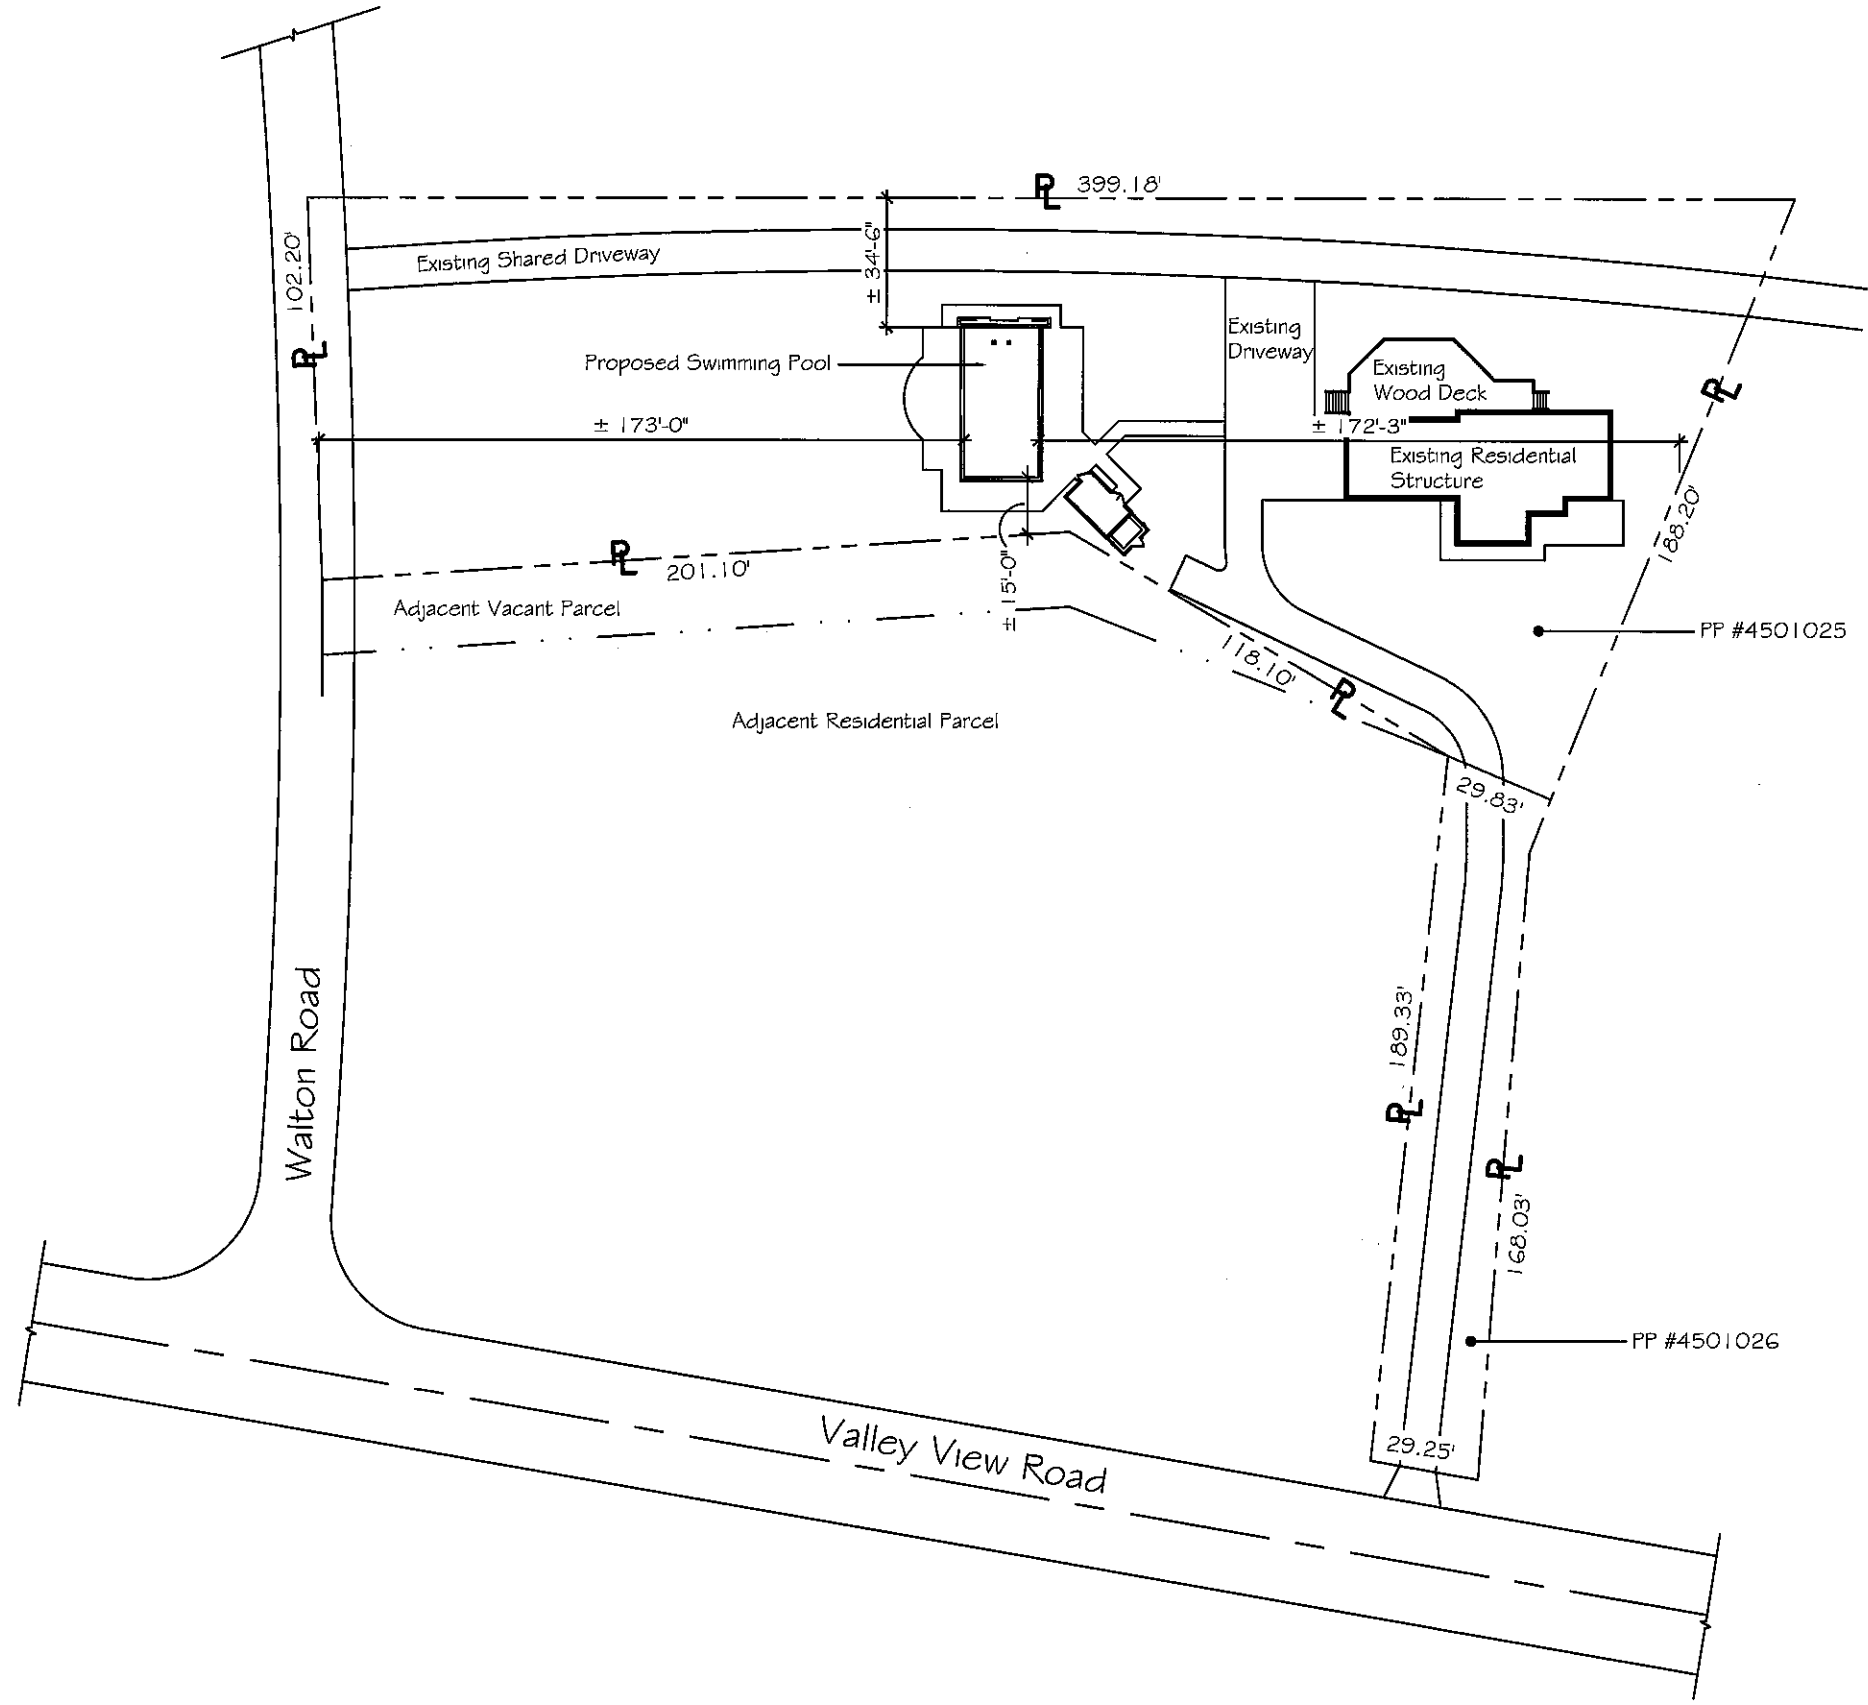 PL 399.18'
102.20'
PL
Existing Shared Driveway
± 34'-6"
Existing
Driveway
Proposed Swimming Pool
Existing
Wood Deck
PL
± 173'-0"
± 172'-3"
Existing Residential
Structure
188.20'
PL
201.10'
± 15'-0"
Adjacent Vacant Parcel
PP #4501025
118.10'
PL
Adjacent Residential Parcel
29.83'
Walton Road
189.33'
PL
PL
168.03'
PP #4501026
29.25'
Valley View Road